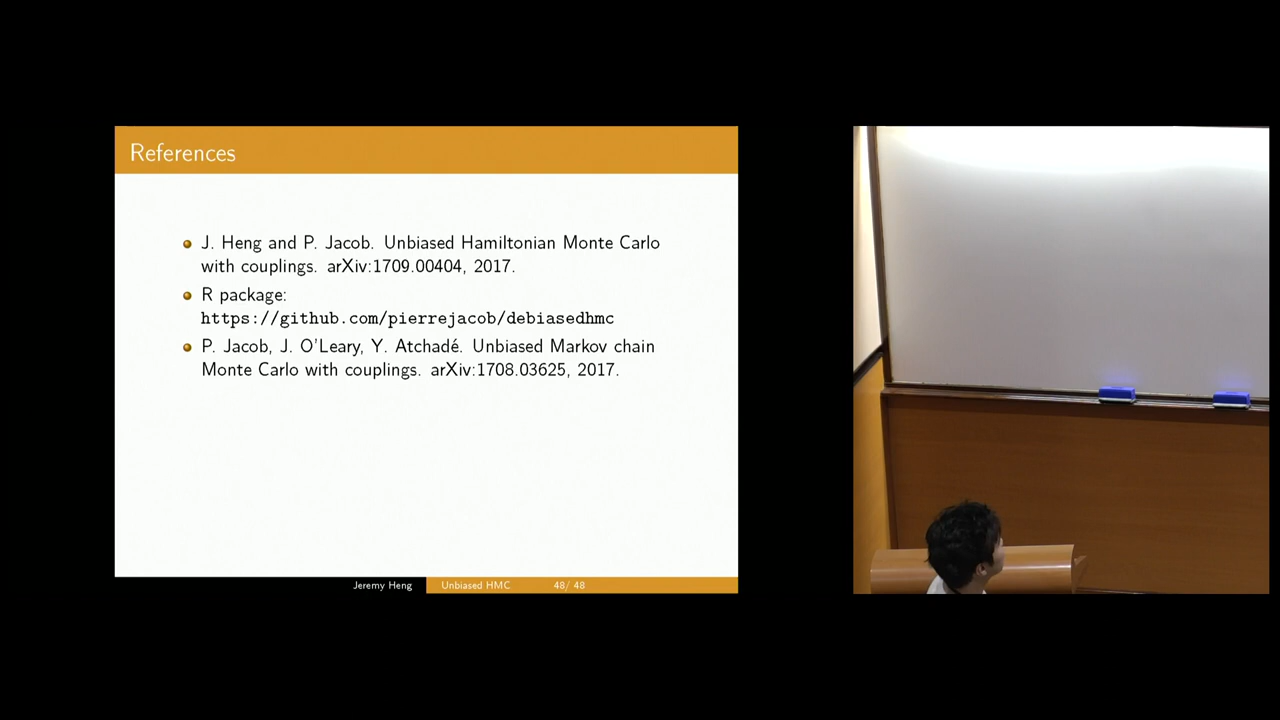 References
J. Heng and P. Jacob. Unbiased Hamiltonian Monte Carlo
with couplings. arXiv:1709.00404, 2017.
R package:
https://github.com/pierrejacob/debiasedhmc
P. Jacob, J. O'Leary, Y. Atchadé. Unbiased Markov chain
Monte Carlo with couplings. arXiv:1708.03625, 2017.
Jeremy Heng Unbiased HMC 48/ 48